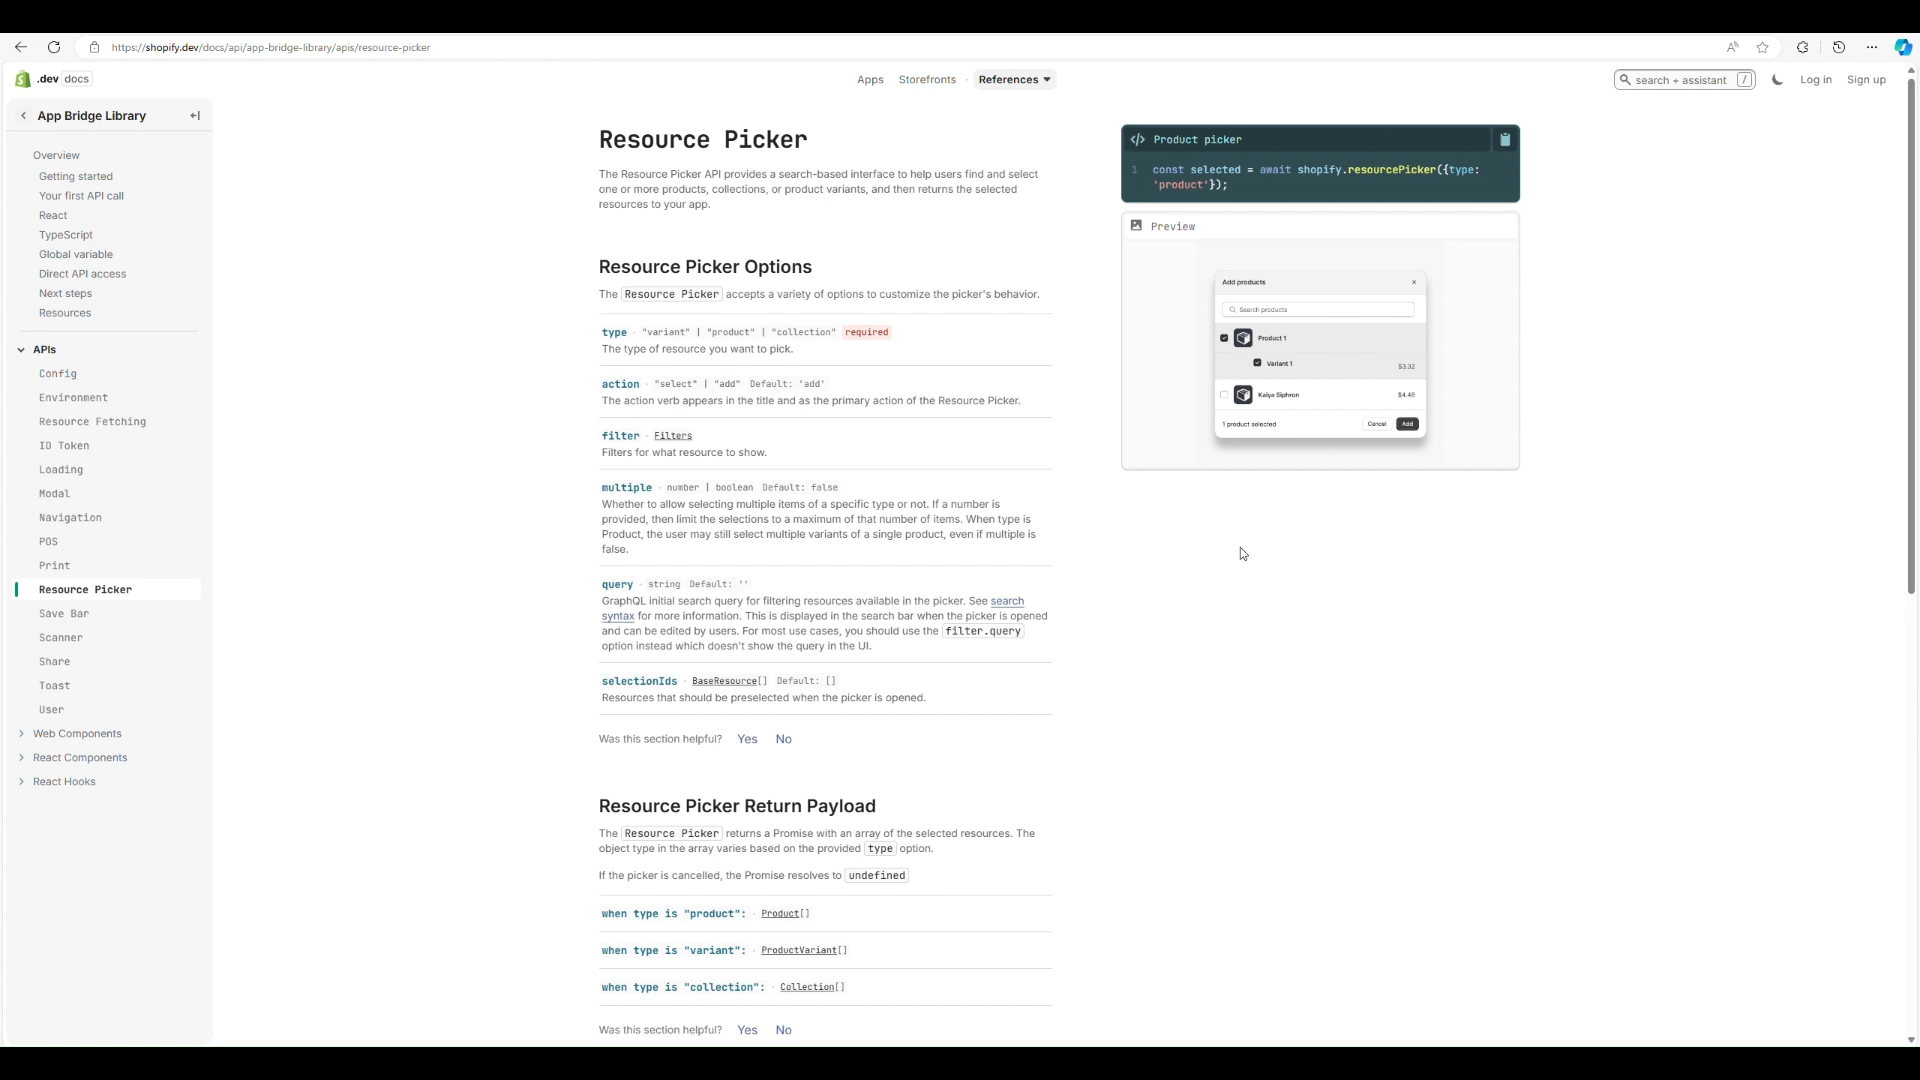 https://shopify.dev/docs/api/app-bridge-library/apis/resource-picker
.dev docs
Apps Storefronts References
search + assistant /
Log in Sign up
App Bridge Library
Overview
Getting started
Your first API call
React
TypeScript
Global variable
Direct API access
Next steps
Resources
APIs
Config
Environment
Resource Fetching
ID Token
Loading
Modal
Navigation
POS
Print
Resource Picker
Save Bar
Scanner
Share
Toast
User
Web Components
React Components
React Hooks
Resource Picker
The Resource Picker API provides a search-based interface to help users find and select
one or more products, collections, or product variants, and then returns the selected
resources to your app.
Resource Picker Options
The Resource Picker accepts a variety of options to customize the picker's behavior.
type · "variant" | "product" | "collection" required
The type of resource you want to pick.
action · "select" | "add" Default: 'add'
The action verb appears in the title and as the primary action of the Resource Picker.
filter · Filters
Filters for what resource to show.
multiple · number | boolean Default: false
Whether to allow selecting multiple items of a specific type or not. If a number is
provided, then limit the selections to a maximum of that number of items. When type is
Product, the user may still select multiple variants of a single product, even if multiple is
false.
query · string Default: ''
GraphQL initial search query for filtering resources available in the picker. See search
syntax for more information. This is displayed in the search bar when the picker is opened
and can be edited by users. For most use cases, you should use the filter.query
option instead which doesn't show the query in the UI.
selectionIds · BaseResource[] Default: []
Resources that should be preselected when the picker is opened.
Was this section helpful? Yes No
Resource Picker Return Payload
The Resource Picker returns a Promise with an array of the selected resources. The
object type in the array varies based on the provided type option.
If the picker is cancelled, the Promise resolves to undefined
when type is "product": · Product[]
when type is "variant": · ProductVariant[]
when type is "collection": · Collection[]
Was this section helpful? Yes No
</> Product picker
1 const selected = await shopify.resourcePicker({type:
'product'});
Preview
Add products
Search products
Product 1
Variant 1 $3.32
Kaiya Siphron $4.48
1 product selected Cancel Add